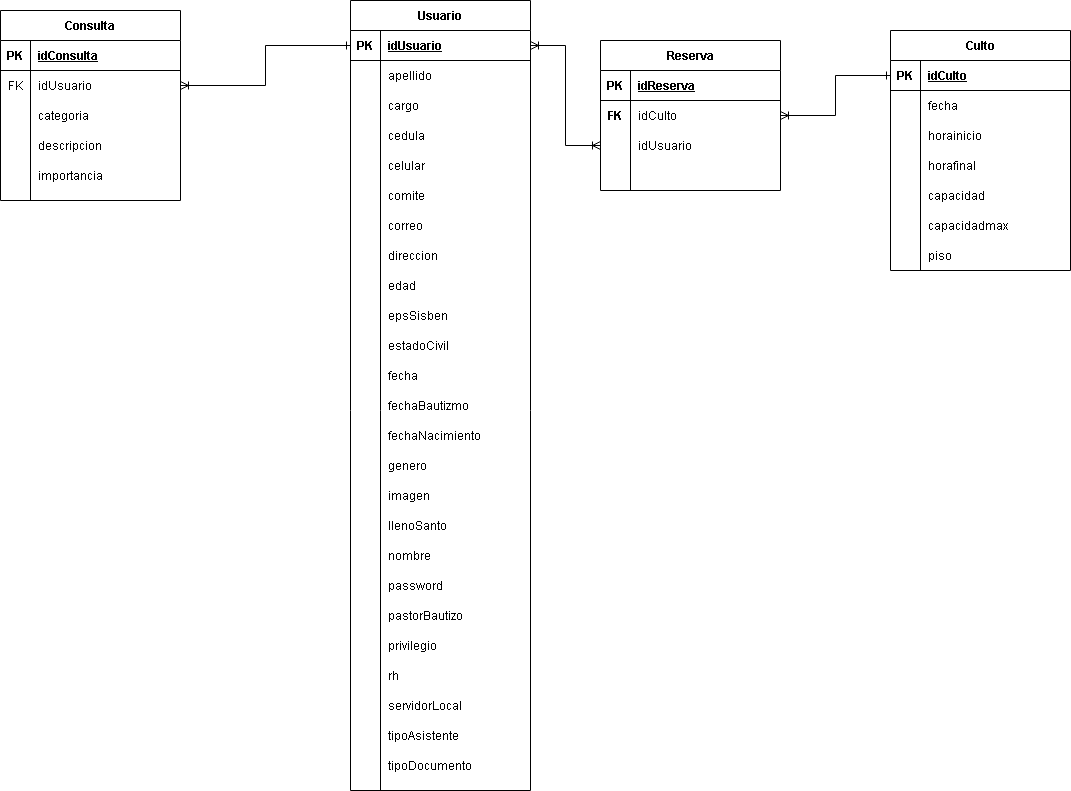 Consulta
PK idConsulta
FK idUsuario
categoria
descripcion
importancia
Usuario
PK idUsuario
apellido
cargo
cedula
celular
comite
correo
direccion
edad
epsSisben
estadoCivil
fecha
fechaBautizmo
fechaNacimiento
genero
imagen
llenoSanto
nombre
password
pastorBautizo
privilegio
rh
servidorLocal
tipoAsistente
tipoDocumento
Reserva
PK idReserva
FK idCulto
idUsuario
Culto
PK idCulto
fecha
horainicio
horafinal
capacidad
capacidadmax
piso